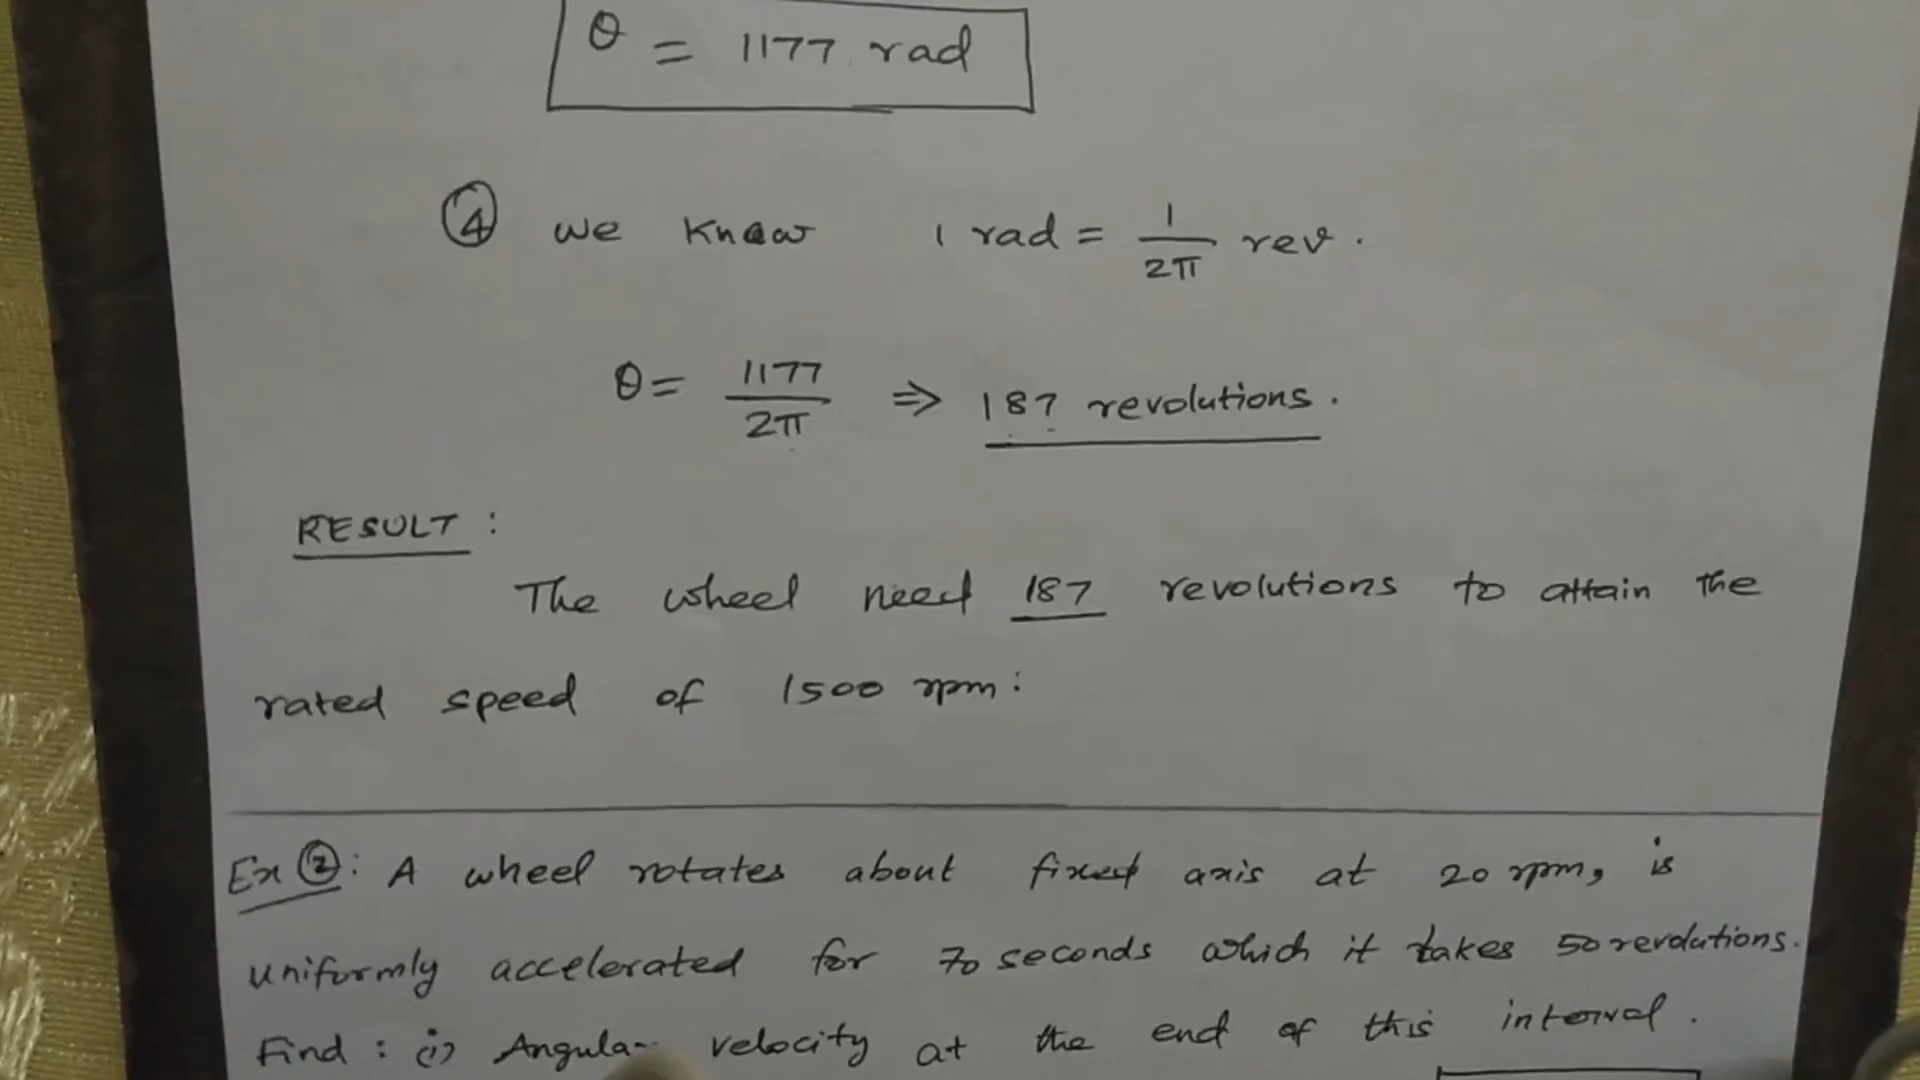 θ = 1177 rad
④ we know 1 rad = 1/2π rev.
θ = 1177/2π ⇒ 187 revolutions.
RESULT :
The wheel need 187 revolutions to attain the
rated speed of 1500 rpm:
Ex ②: A wheel rotates about fixed axis at 20 rpm, is
uniformly accelerated for 70 seconds which it takes 50 revolutions.
Find : (i) Angular velocity at the end of this interval.